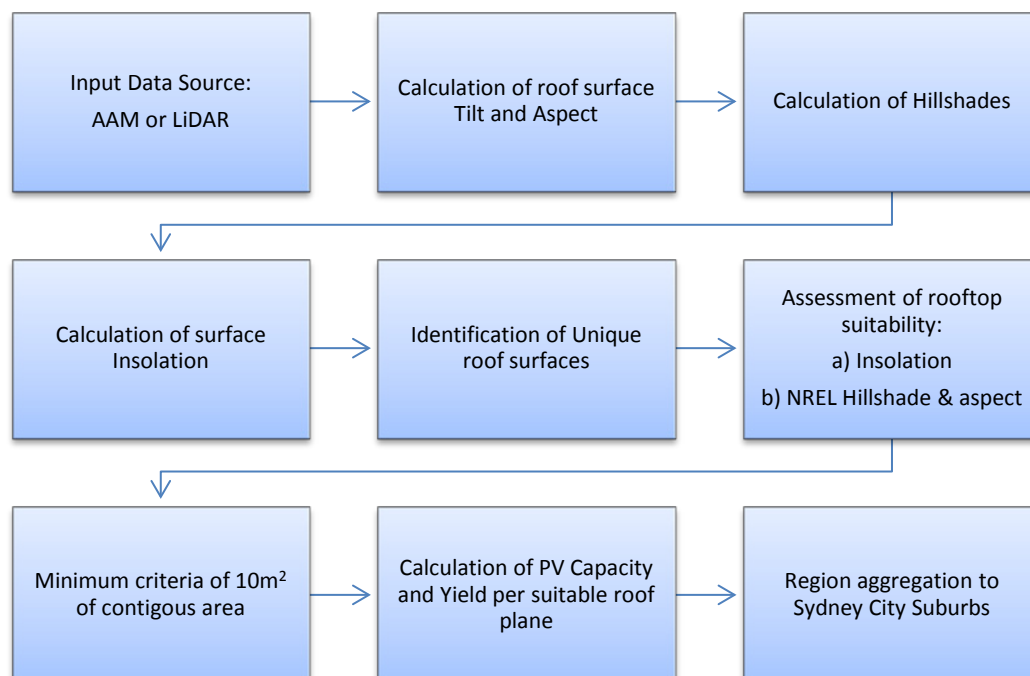 Input Data Source:
AAM or LiDAR
Calculation of roof surface
Tilt and Aspect
Calculation of Hillshades
Calculation of surface
Insolation
Identification of Unique
roof surfaces
Assessment of rooftop
suitability:
a) Insolation
b) NREL Hillshade & aspect
Minimum criteria of 10m²
of contigous area
Calculation of PV Capacity
and Yield per suitable roof
plane
Region aggregation to
Sydney City Suburbs